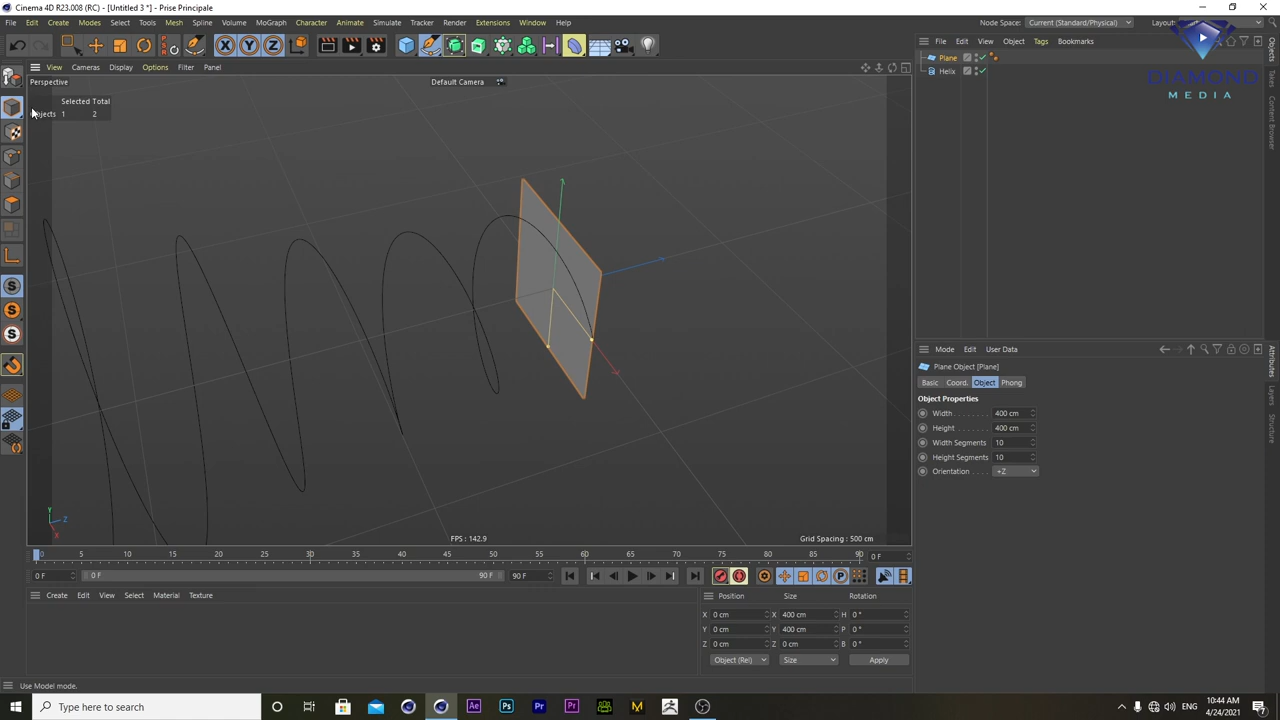 Cinema 4D R23.008 (RC) - [Untitled 3 *] - Prise Principale
File Edit Create Modes Select Tools Mesh Spline Volume MoGraph Character Animate Simulate Tracker Render Extensions Window Help
Node Space: Current (Standard/Physical)
File Edit View Object Tags Bookmarks
View Cameras Display Options Filter Panel
Perspective
Default Camera
Selected Total
1 2
Plane
Helix
DIAMOND
MEDIA
Objects
Takes
Content Browser
Mode Edit User Data
Plane Object [Plane]
Basic Coord. Object Phong
Object Properties
Width 400 cm
Height 400 cm
Width Segments 10
Height Segments 10
Orientation +Z
Attributes
Layers
Structure
Y
Z
X
FPS : 142.9
Grid Spacing : 500 cm
0 5 10 15 20 25 30 35 40 45 50 55 60 65 70 75 80 85 90 0 F
0 F 0 F 90 F 90 F
Create Edit View Select Material Texture
Position Size Rotation
X 0 cm X 400 cm H 0 °
Y 0 cm Y 400 cm P 0 °
Z 0 cm Z 0 cm B 0 °
Object (Rel) Size Apply
Use Model mode.
Type here to search
ENG
10:44 AM
4/24/2021